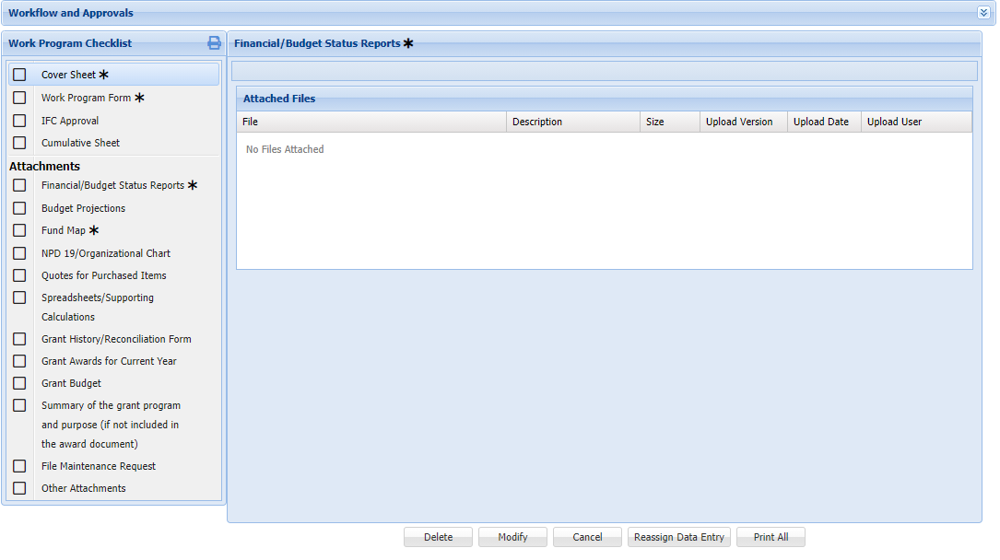 Workflow and Approvals
Work Program Checklist
Cover Sheet *
Work Program Form *
IFC Approval
Cumulative Sheet
Attachments
Financial/Budget Status Reports *
Budget Projections
Fund Map *
NPD 19/Organizational Chart
Quotes for Purchased Items
Spreadsheets/Supporting
Calculations
Grant History/Reconciliation Form
Grant Awards for Current Year
Grant Budget
Summary of the grant program
and purpose (if not included in
the award document)
File Maintenance Request
Other Attachments
Financial/Budget Status Reports *
Attached Files
File Description Size Upload Version Upload Date Upload User
No Files Attached
Delete Modify Cancel Reassign Data Entry Print All